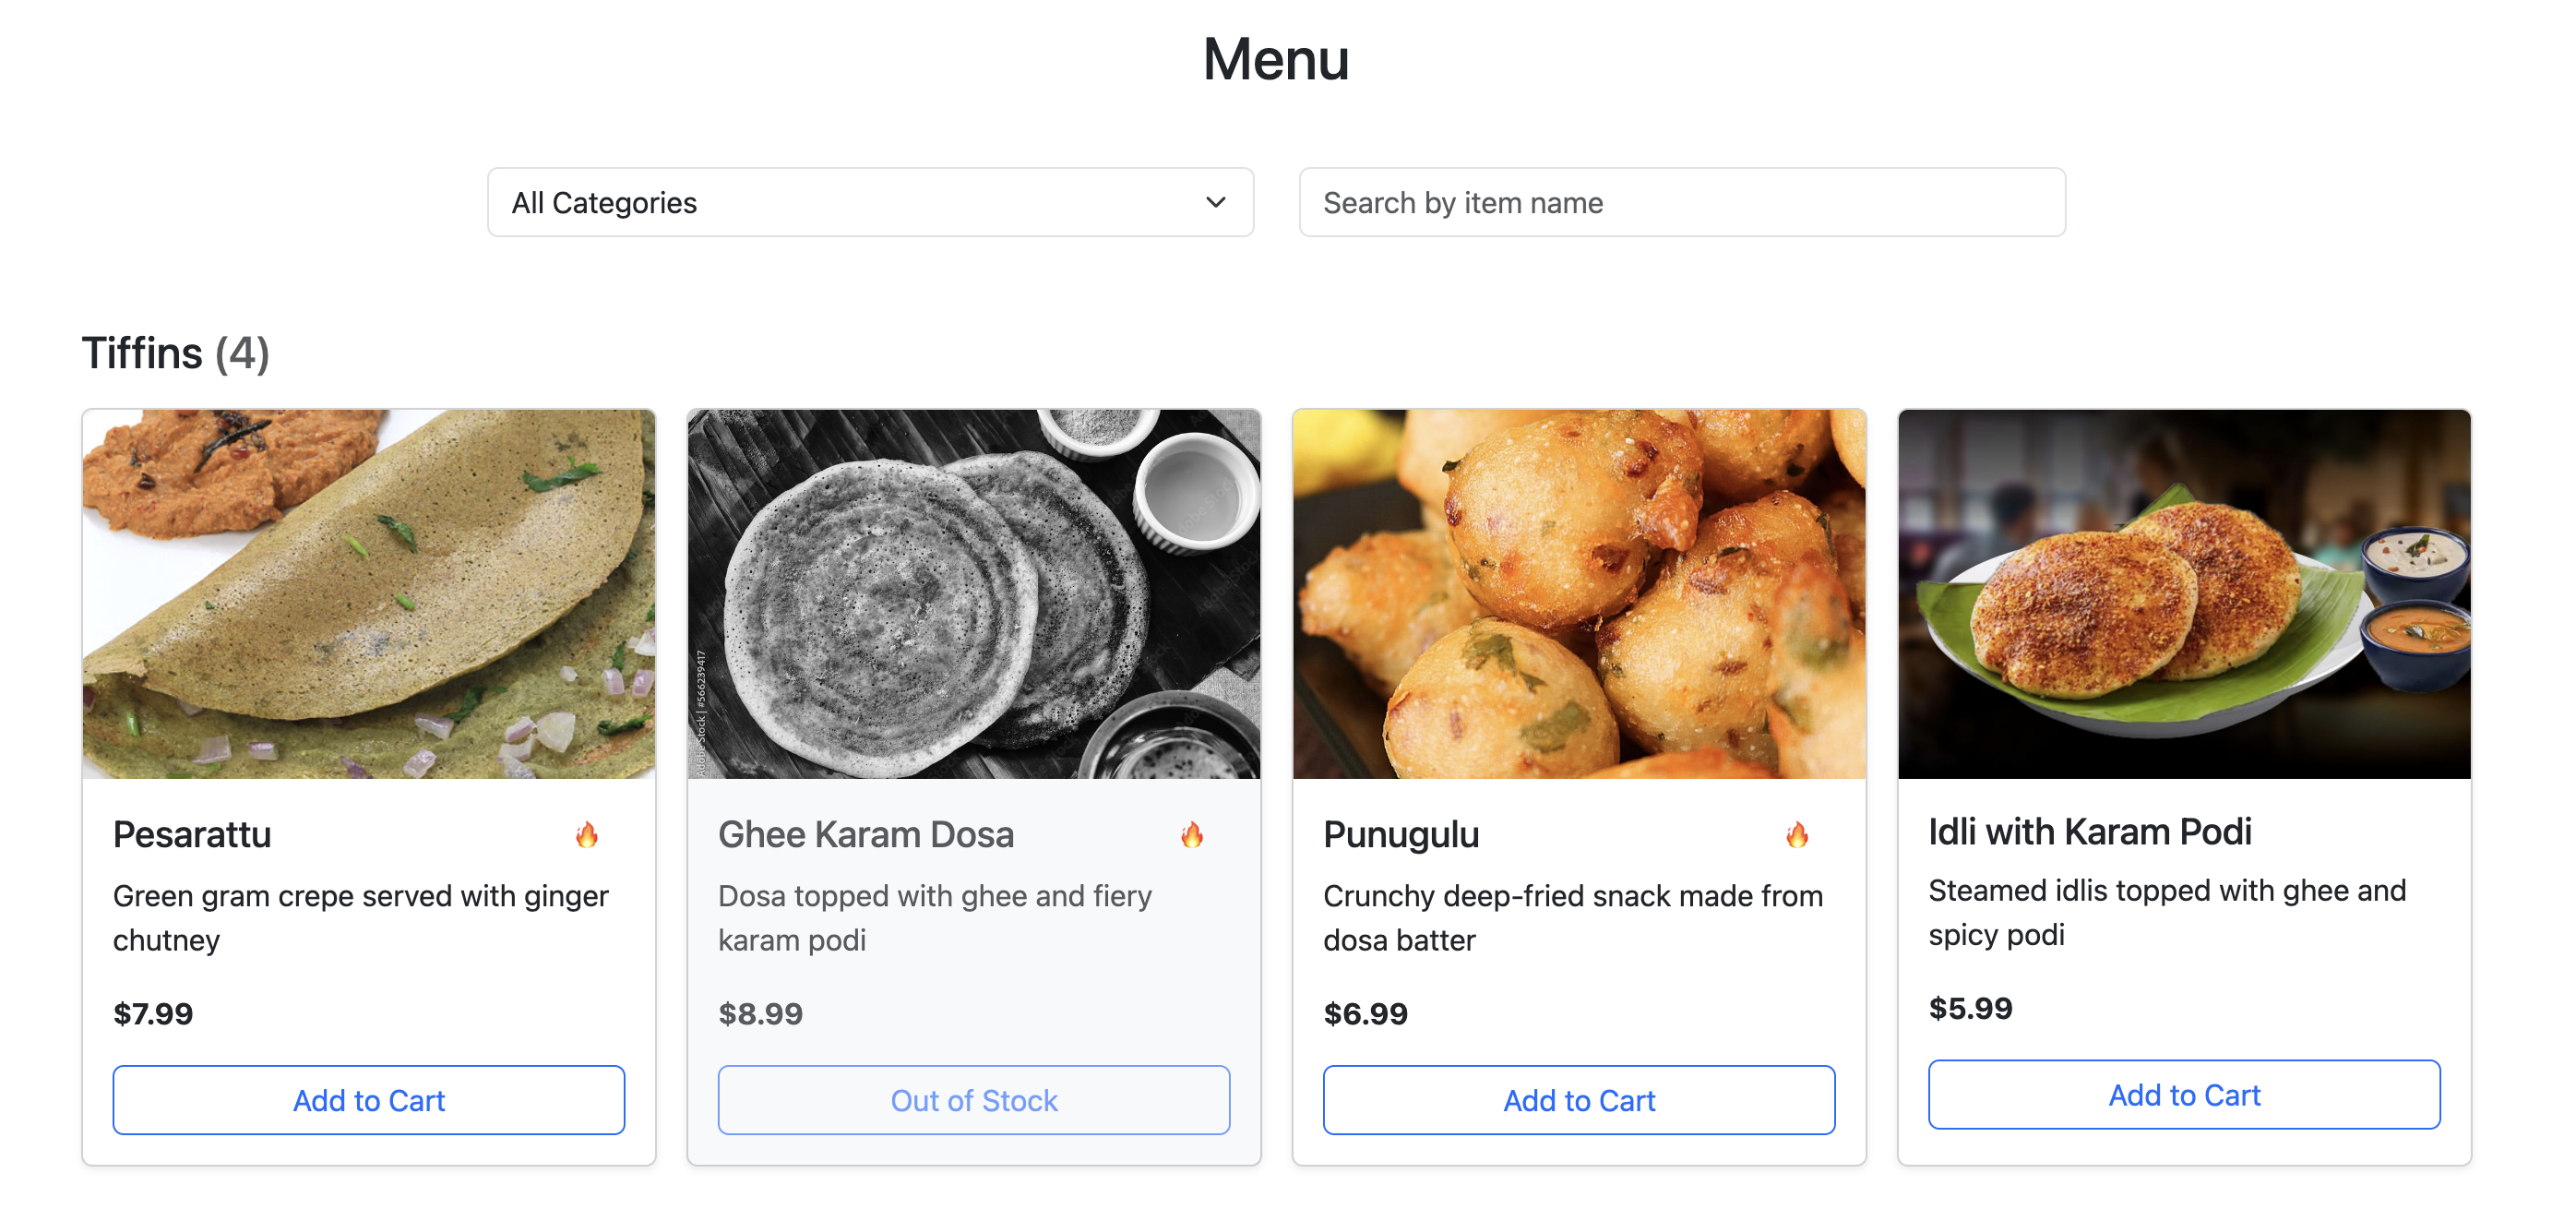 Menu
All Categories
Search by item name
Tiffins (4)
Pesarattu
Green gram crepe served with ginger
chutney
$7.99
Add to Cart
Adobe Stock | #566239417
Ghee Karam Dosa
Dosa topped with ghee and fiery
karam podi
$8.99
Out of Stock
Punugulu
Crunchy deep-fried snack made from
dosa batter
$6.99
Add to Cart
Idli with Karam Podi
Steamed idlis topped with ghee and
spicy podi
$5.99
Add to Cart